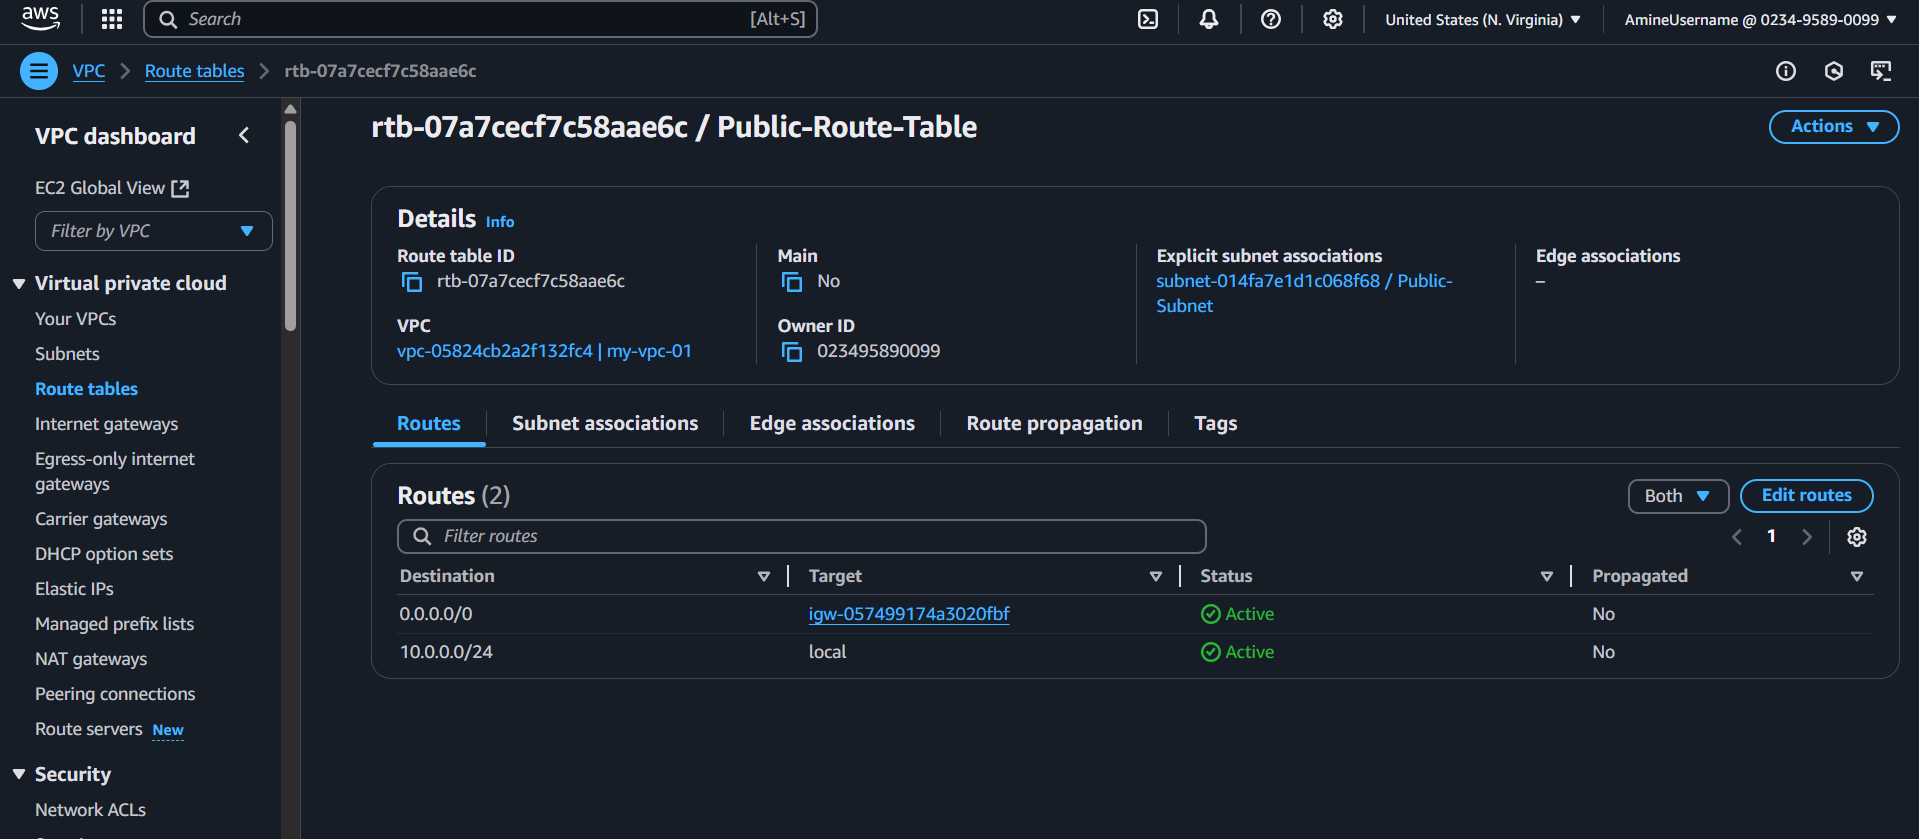 aws
Search [Alt+S]
United States (N. Virginia)
AmineUsername @ 0234-9589-0099
VPC
Route tables
rtb-07a7cecf7c58aae6c
VPC dashboard
EC2 Global View
Filter by VPC
Virtual private cloud
Your VPCs
Subnets
Route tables
Internet gateways
Egress-only internet
gateways
Carrier gateways
DHCP option sets
Elastic IPs
Managed prefix lists
NAT gateways
Peering connections
Route servers New
Security
Network ACLs
rtb-07a7cecf7c58aae6c / Public-Route-Table
Actions
Details Info
Route table ID
rtb-07a7cecf7c58aae6c
VPC
vpc-05824cb2a2f132fc4 | my-vpc-01
Main
No
Owner ID
023495890099
Explicit subnet associations
subnet-014fa7e1d1c068f68 / Public-
Subnet
Edge associations
–
Routes
Subnet associations
Edge associations
Route propagation
Tags
Routes (2)
Both
Edit routes
Filter routes
1
Destination Target Status Propagated
0.0.0.0/0 igw-057499174a3020fbf Active No
10.0.0.0/24 local Active No